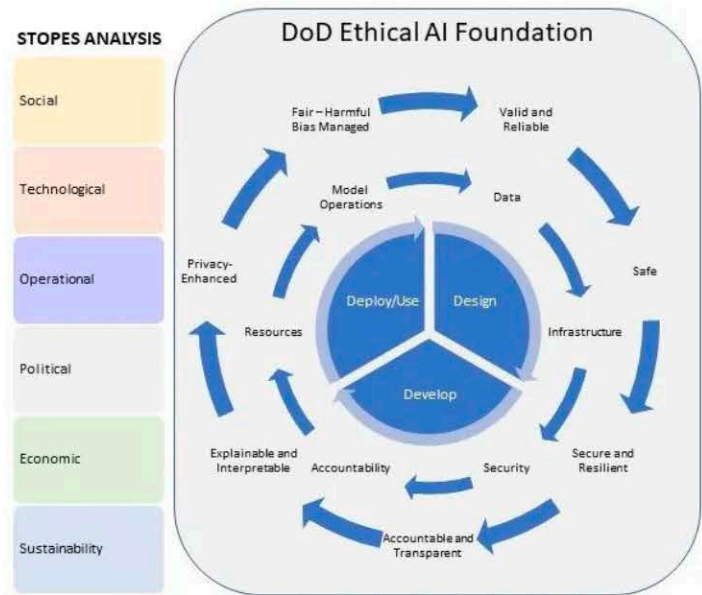 STOPES ANALYSIS
Social
Technological
Operational
Political
Economic
Sustainability
DoD Ethical AI Foundation
Fair – Harmful
Bias Managed
Valid and
Reliable
Safe
Secure and
Resilient
Accountable and
Transparent
Explainable and
Interpretable
Privacy-
Enhanced
Model
Operations
Data
Infrastructure
Security
Accountability
Resources
Deploy/Use
Design
Develop